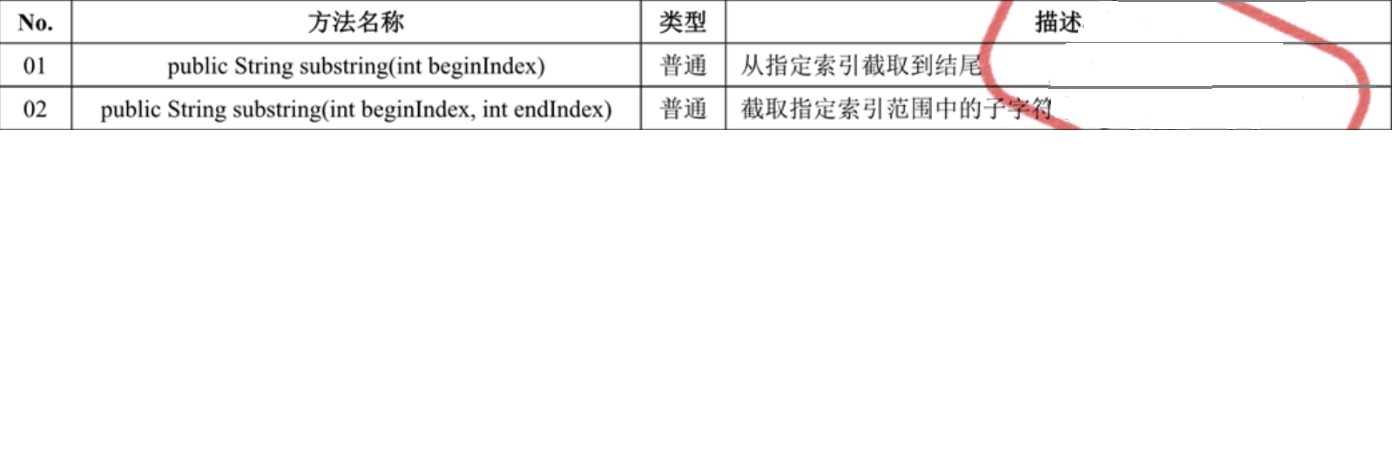 No. 方法名称 类型 描述
01 public String substring(int beginIndex) 普通 从指定索引截取到结尾
02 public String substring(int beginIndex, int endIndex) 普通 截取指定索引范围中的子字符